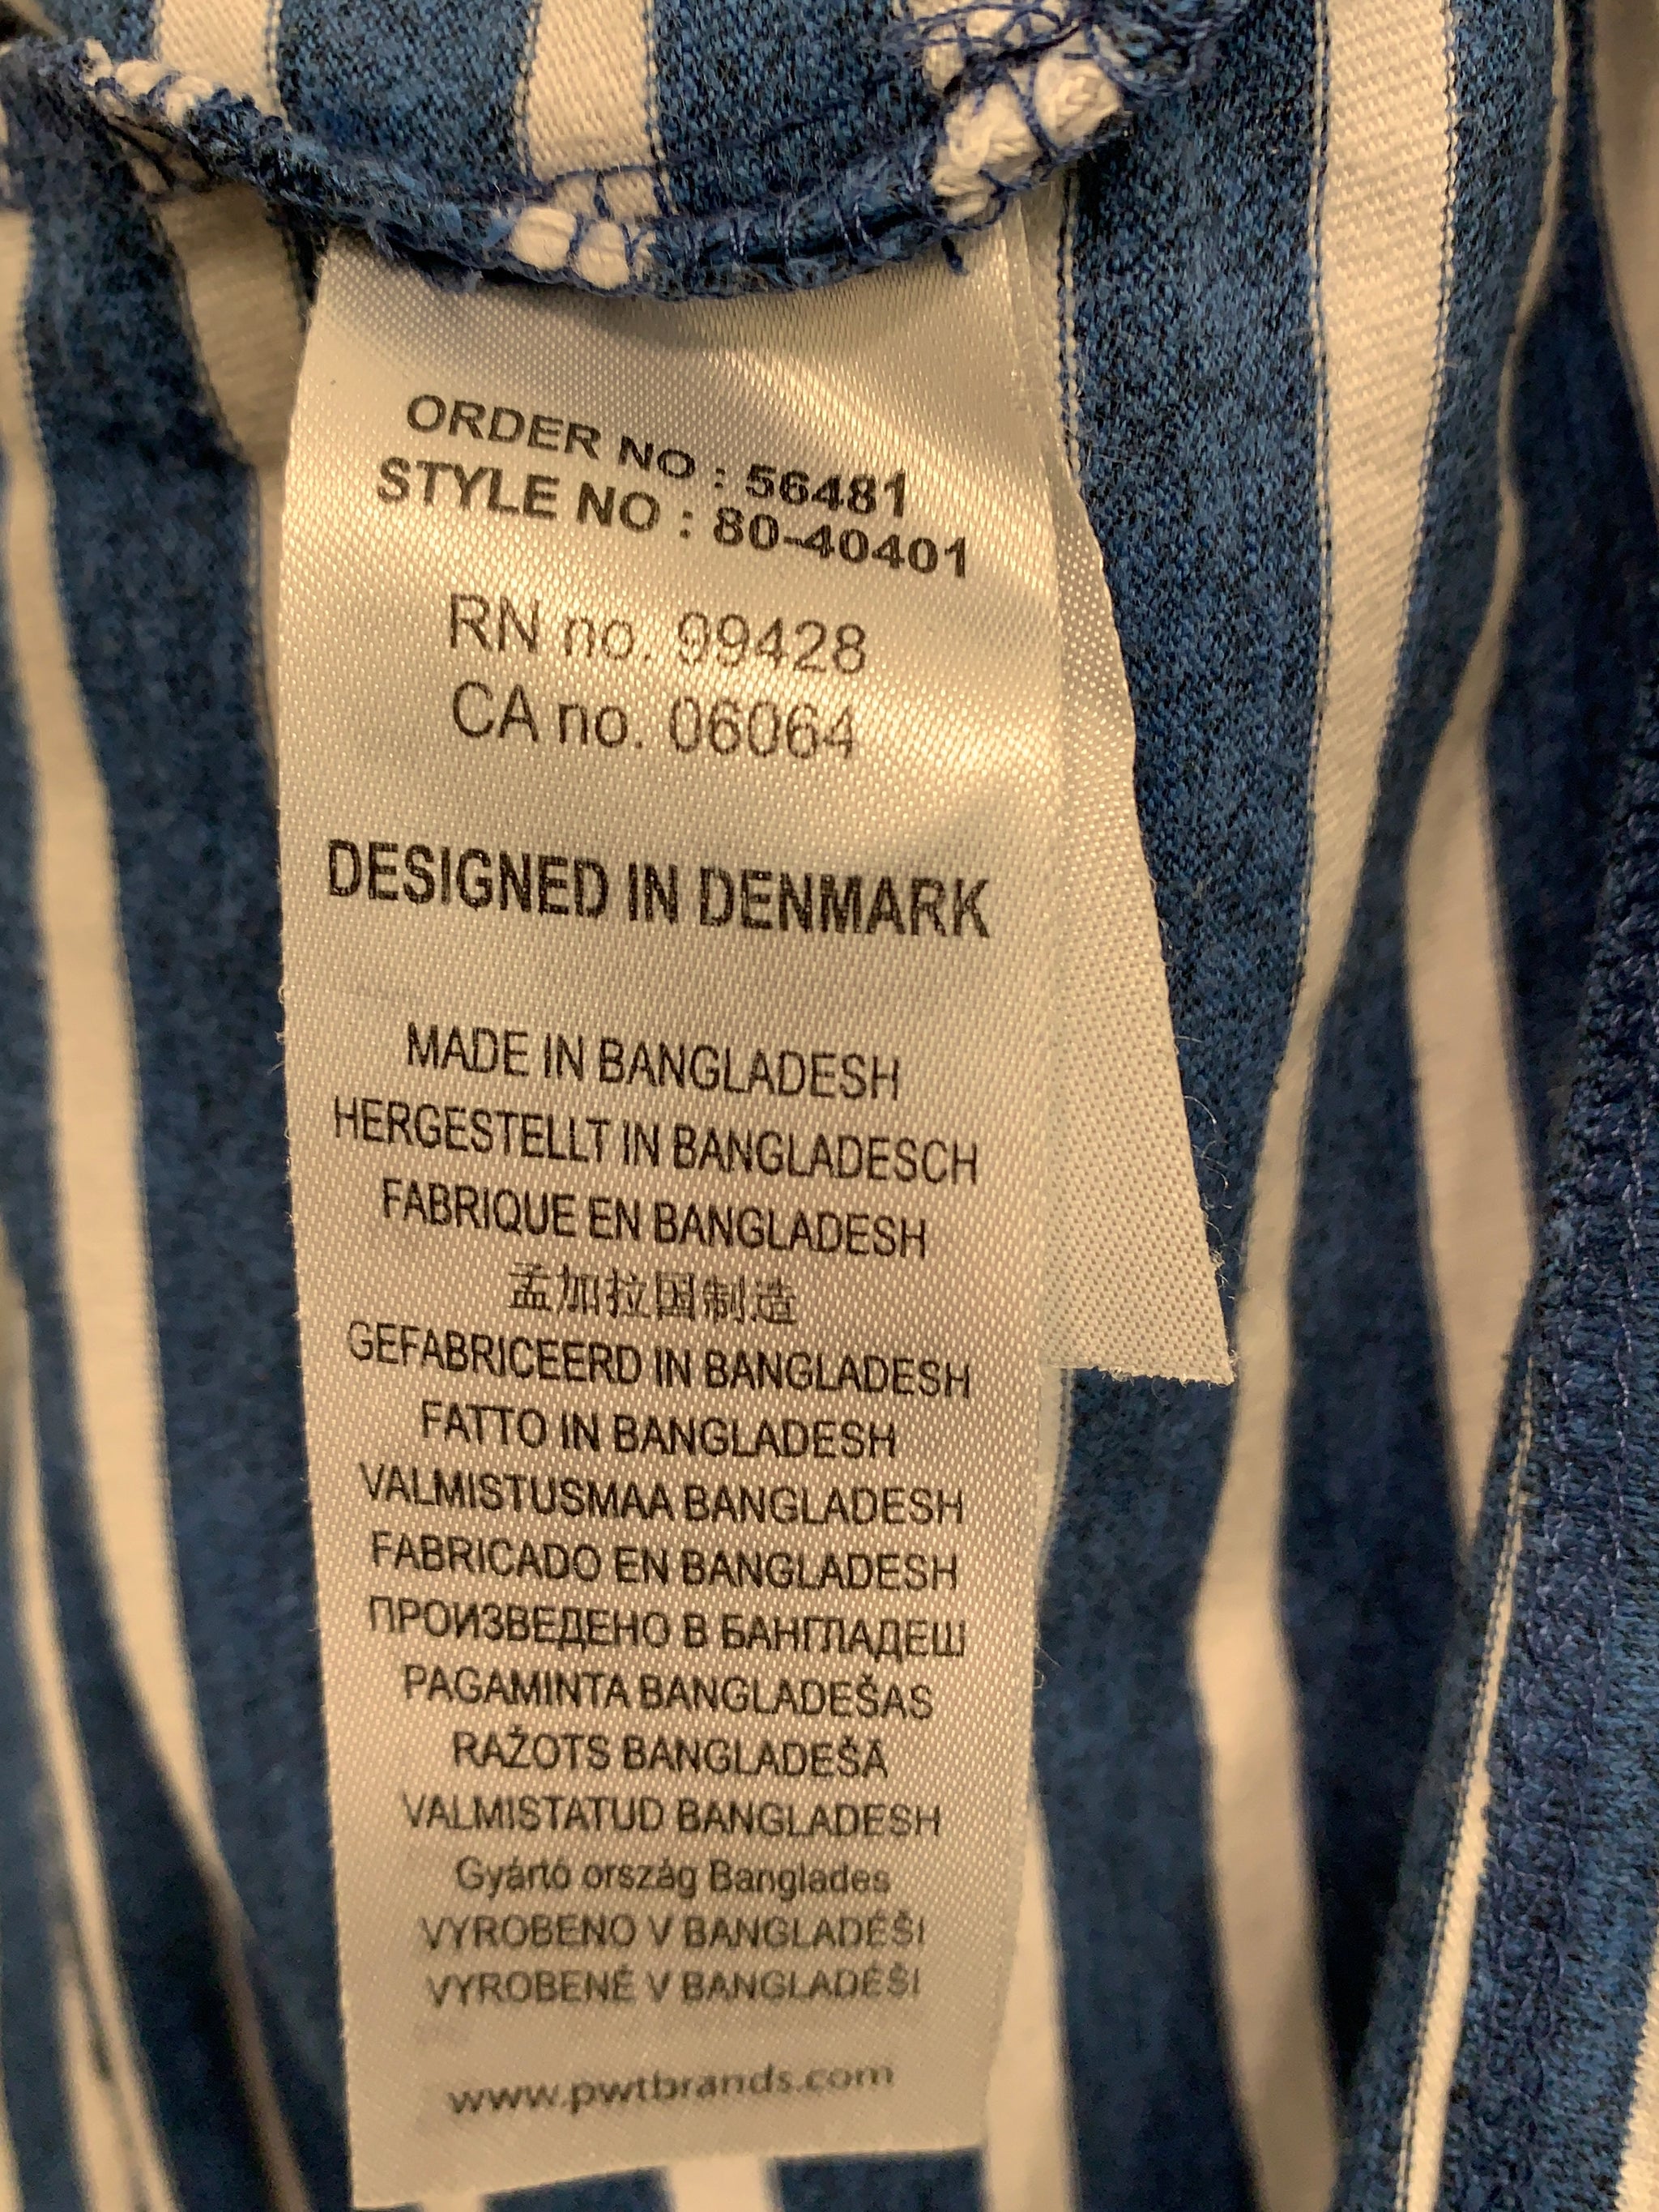 ORDER NO : 56481
STYLE NO : 80-40401
RN no. 99428
CA no. 06064
DESIGNED IN DENMARK
MADE IN BANGLADESH
HERGESTELLT IN BANGLADESCH
FABRIQUE EN BANGLADESH
孟加拉国制造
GEFABRICEERD IN BANGLADESH
FATTO IN BANGLADESH
VALMISTUSMAA BANGLADESH
FABRICADO EN BANGLADESH
ПРОИЗВЕДЕНО В БАНГЛАДЕШ
PAGAMINTA BANGLADEŠAS
RAŽOTS BANGLADEŠĀ
VALMISTATUD BANGLADESH
Gyártó ország Banglades
VYROBENO V BANGLADÉŠI
VYROBENÉ V BANGLADÉŠI
www.pwtbrands.com